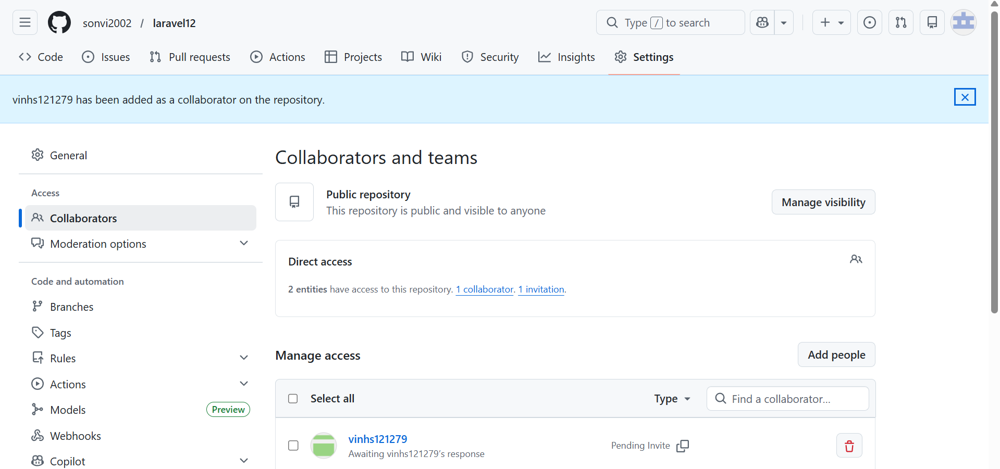 sonvi2002 / laravel12
Type / to search
Code
Issues
Pull requests
Actions
Projects
Wiki
Security
Insights
Settings
vinhs121279 has been added as a collaborator on the repository.
General
Access
Collaborators
Moderation options
Code and automation
Branches
Tags
Rules
Actions
Models
Preview
Webhooks
Copilot
Collaborators and teams
Public repository
This repository is public and visible to anyone
Manage visibility
Direct access
2 entities have access to this repository. 1 collaborator. 1 invitation.
Manage access
Add people
Select all
Type
Find a collaborator...
vinhs121279
Awaiting vinhs121279’s response
Pending Invite